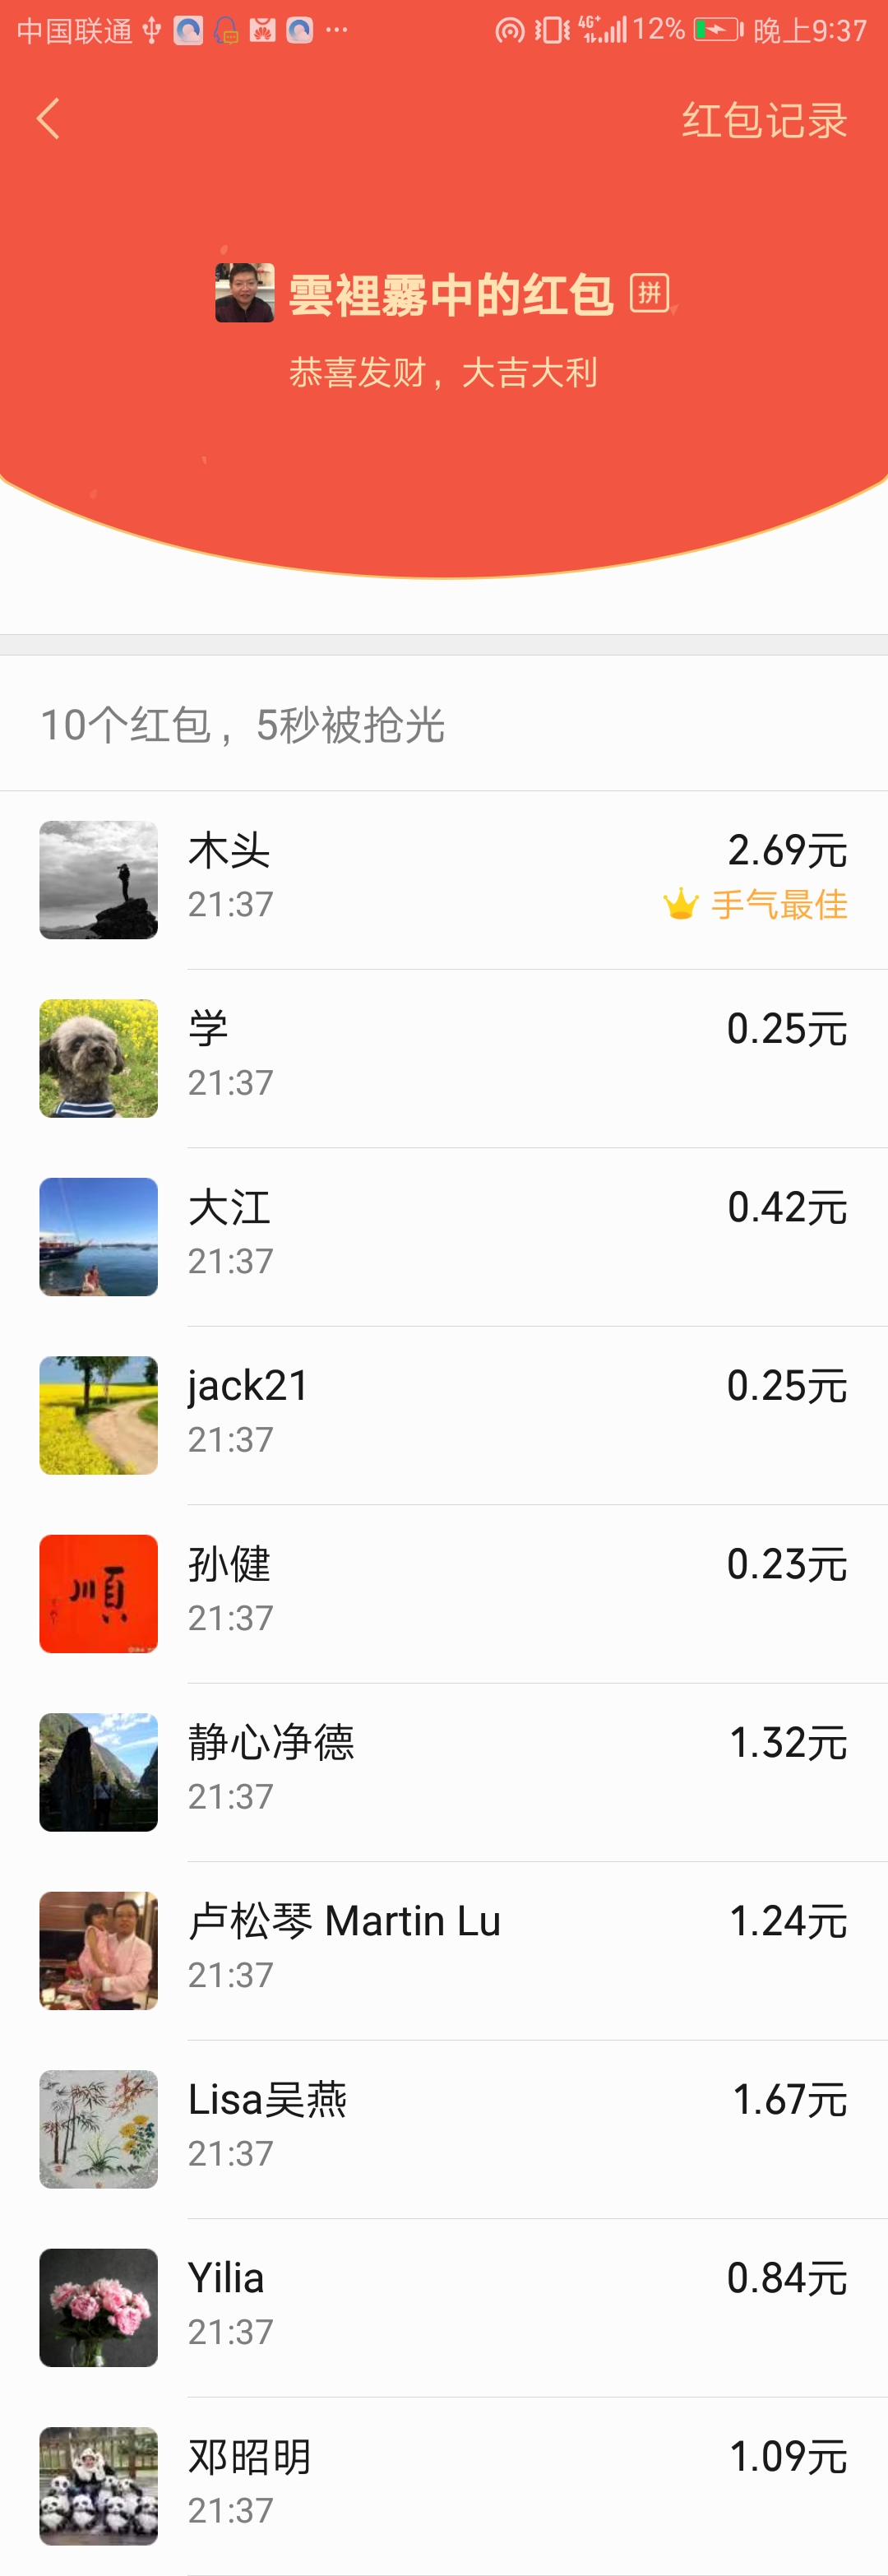 中国联通 4G+ 12% 晚上9:37
红包记录
雲裡霧中的红包 拼
恭喜发财，大吉大利
10个红包，5秒被抢光
木头 2.69元
21:37 手气最佳
学 0.25元
21:37
大江 0.42元
21:37
jack21 0.25元
21:37
順
孙健 0.23元
21:37
静心净德 1.32元
21:37
卢松琴 Martin Lu 1.24元
21:37
Lisa吴燕 1.67元
21:37
Yilia 0.84元
21:37
邓昭明 1.09元
21:37